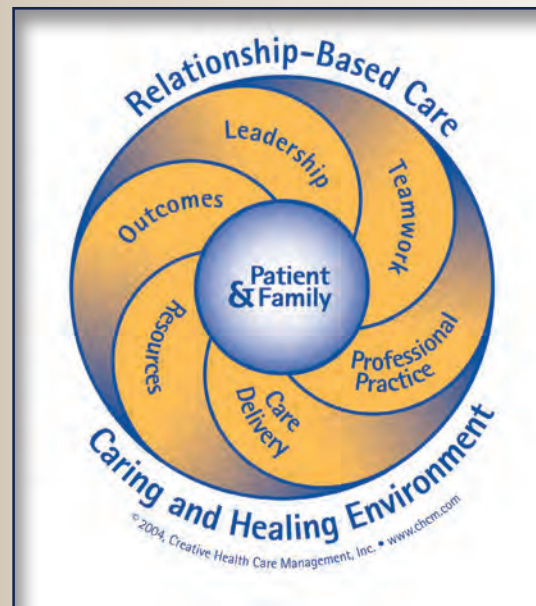 Relationship-Based Care
Leadership
Teamwork
Professional
Practice
Care
Delivery
Resources
Outcomes
Patient
& Family
Caring and Healing Environment
© 2004, Creative Health Care Management, Inc. • www.chcm.com